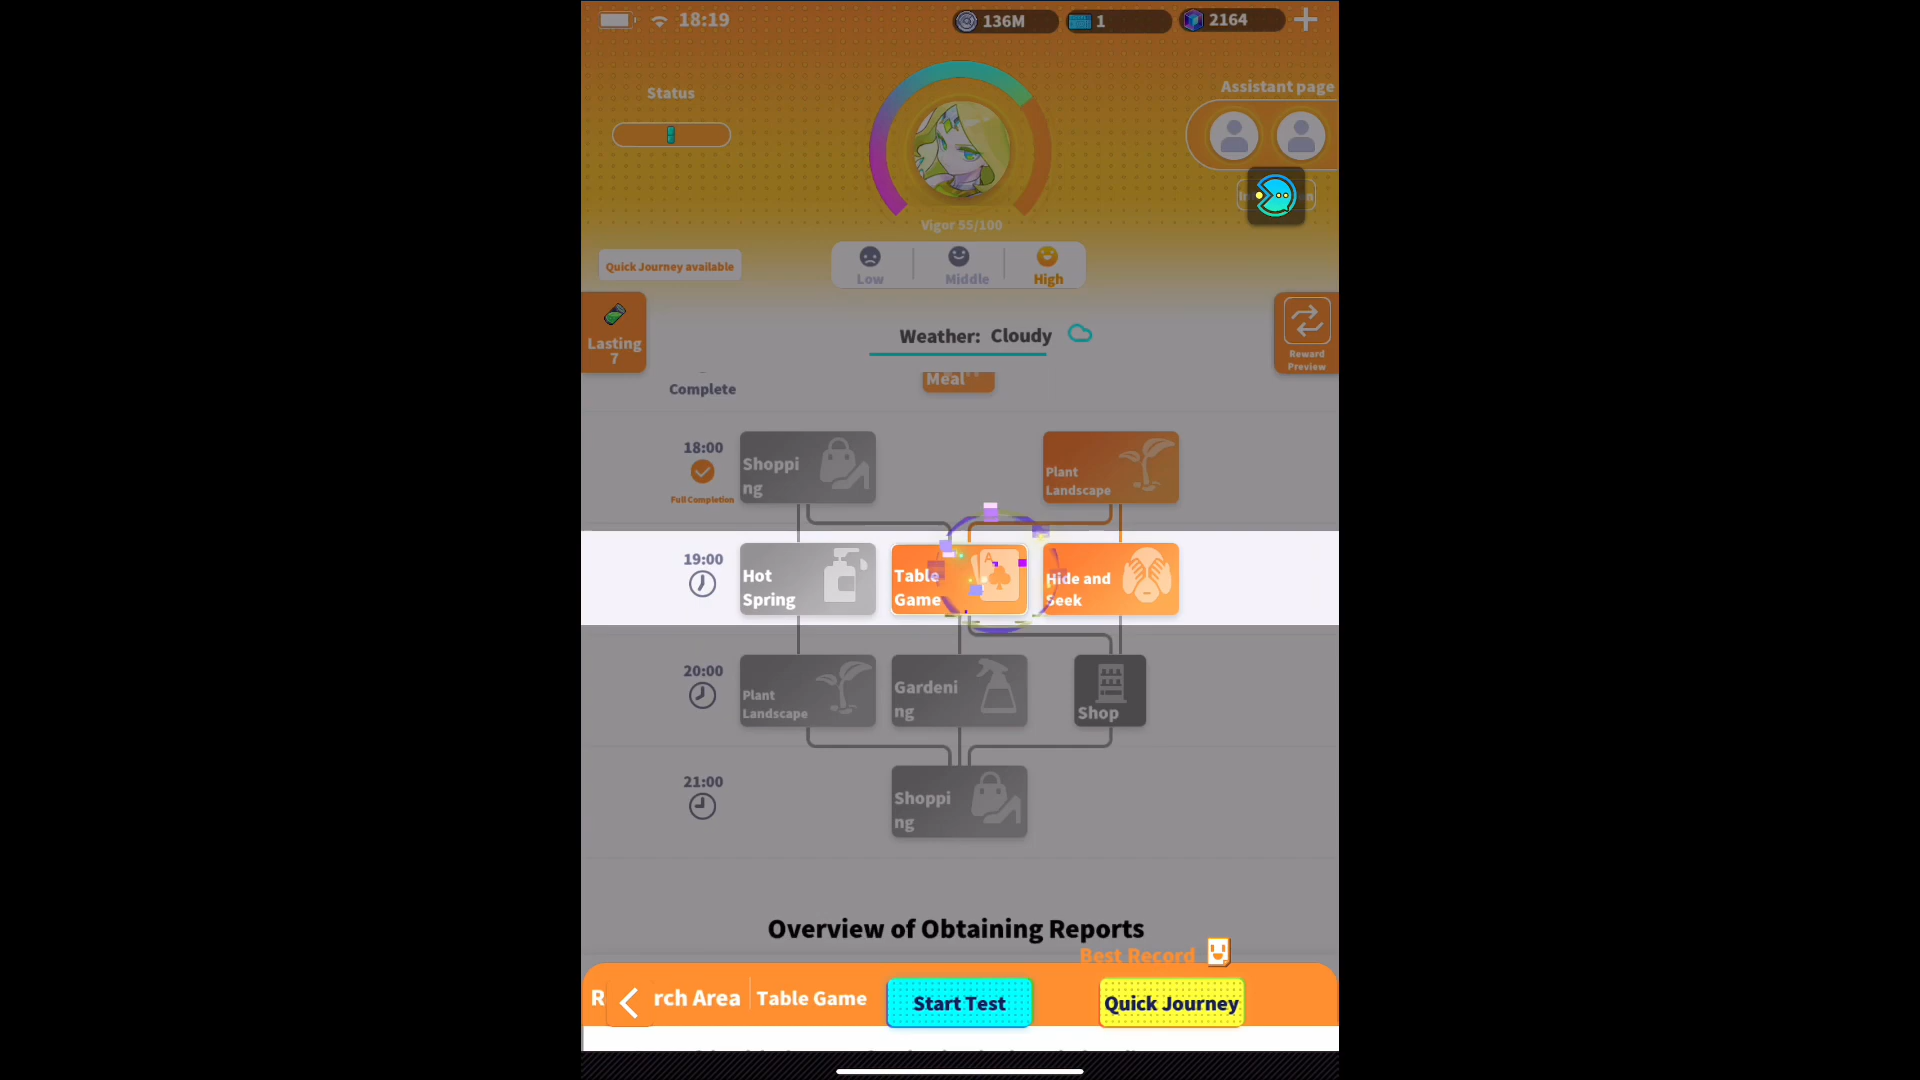 18:19
136M
1
2164
Status
Assistant page
Vigor 55/100
Quick Journey available
Low
Middle
High
Lasting
7
Weather: Cloudy
Reward
Preview
Complete
Meal
18:00
Full Completion
Shoppi
ng
Plant
Landscape
19:00
Hot
Spring
Table
Game
A
Hide and
Seek
20:00
Plant
Landscape
Gardeni
ng
Shop
21:00
Shoppi
ng
Overview of Obtaining Reports
Best Record
R rch Area
Table Game
Start Test
Quick Journey